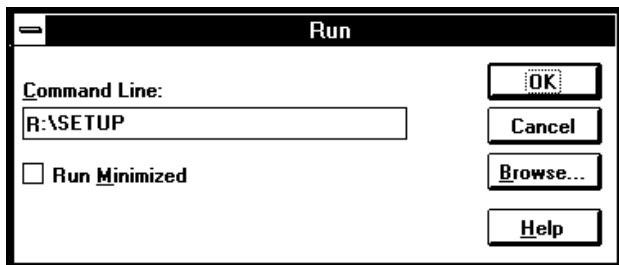 Run
Command Line:
R:\SETUP
Run Minimized
OK
Cancel
Browse...
Help